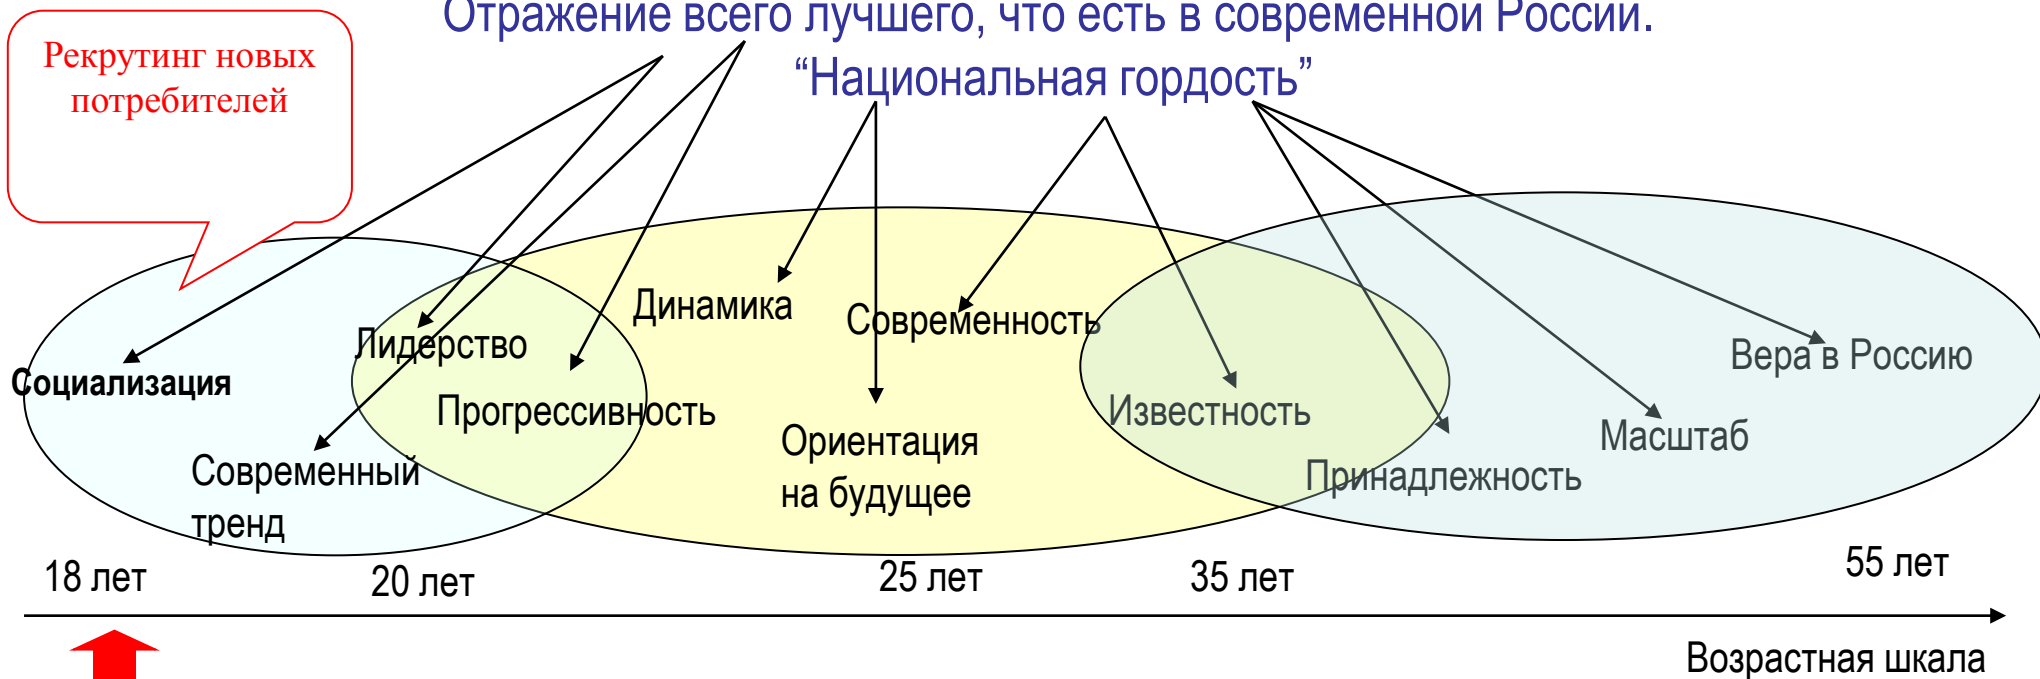 Отражение всего лучшего, что есть в современной России.
“Национальная гордость”
Рекрутинг новых
потребителей
Динамика
Современность
Лидерство
Вера в Россию
Социализация
Прогрессивность
Известность
Ориентация
на будущее
Масштаб
Современный
тренд
Принадлежность
18 лет
20 лет
25 лет
35 лет
55 лет
Возрастная шкала